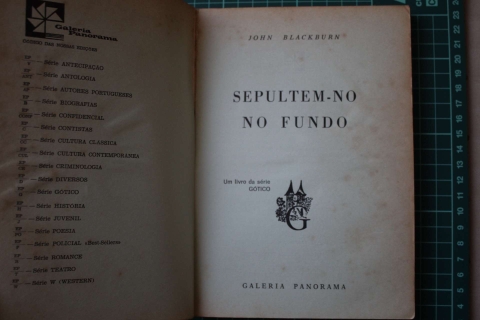 Galeria
Panorama
— Série ANTECIPAÇÃO
— Série ANTOLOGIA
— Série AUTORES PORTUGUESES
— Série BIOGRAFIAS
— Série CONFIDENCIAL
— Série CONTISTAS
— Série CULTURA CLÁSSICA
— Série CULTURA CONTEMPORANEA
— Série CRIMINOLOGIA
— Série DIVERSOS
— Série GÓTICO
— Série HISTORIA
— Série JUVENIL
— Série POESIA
— Série POLICIAL
— Série ROMANCE
— Série TEATRO
— Série W (WESTERN)
JOHN BLACKBURN
SEPULTEM-NO
NO FUNDO
Um livro da série
GÓTICO
G
GALERIA PANORAMA